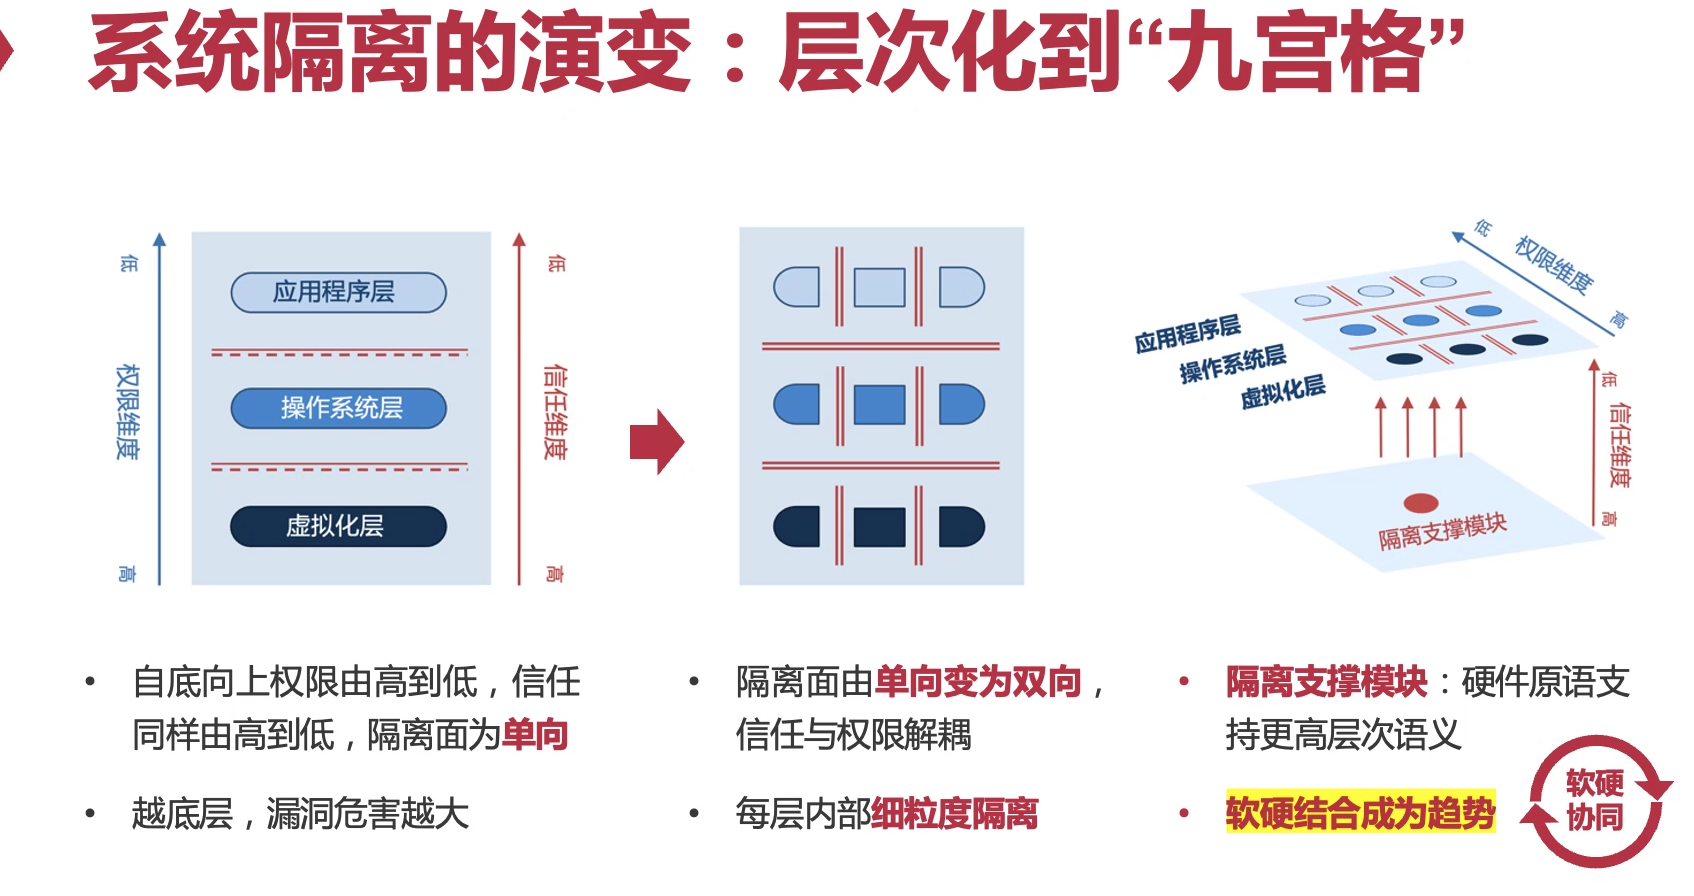 系统隔离的演变：层次化到“九宫格”
低
权限维度
高
应用程序层
操作系统层
虚拟化层
低
信任维度
高
低
权限维度
高
应用程序层
操作系统层
虚拟化层
低
信任维度
高
隔离支撑模块
• 自底向上权限由高到低，信任
同样由高到低，隔离面为单向
• 越底层，漏洞危害越大
• 隔离面由单向变为双向，
信任与权限解耦
• 每层内部细粒度隔离
• 隔离支撑模块：硬件原语支
持更高层次语义
• 软硬结合成为趋势
软硬
协同